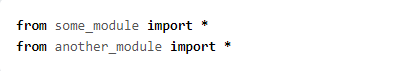 from some_module import *
from another_module import *